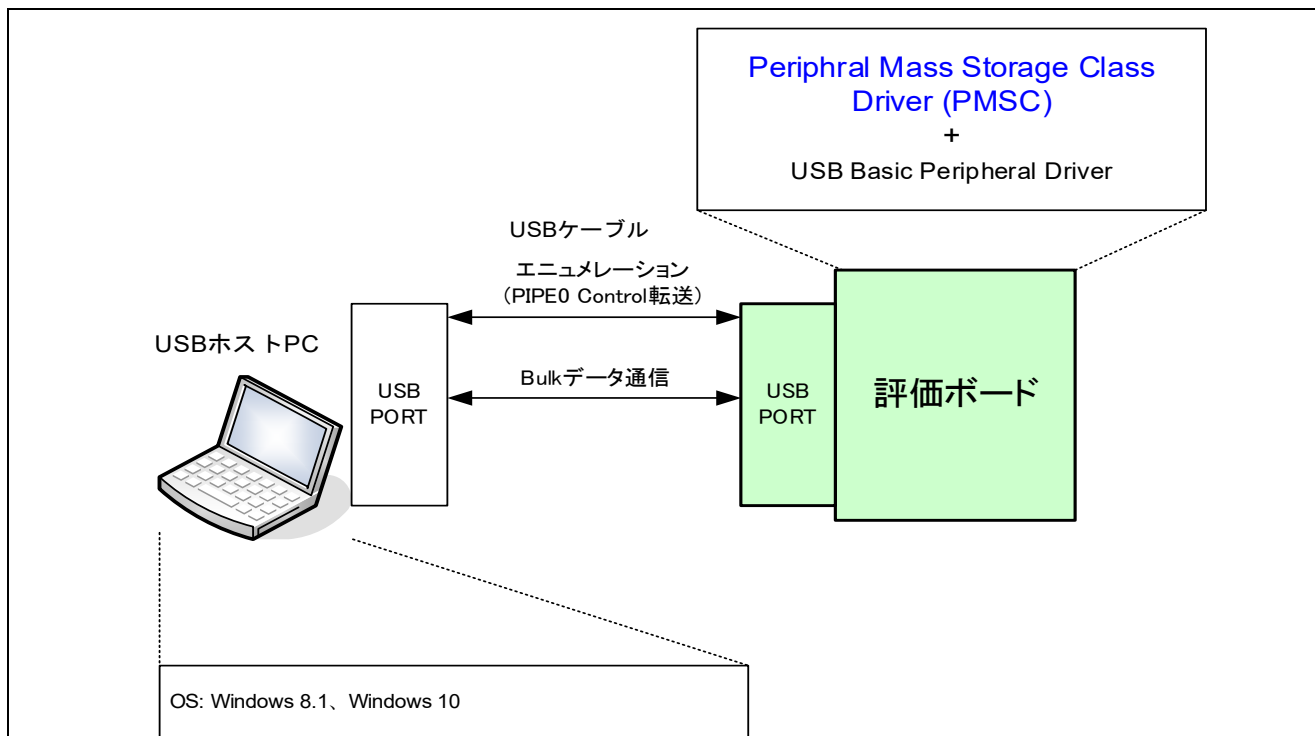 Periphral Mass Storage Class
Driver (PMSC)
+
USB Basic Peripheral Driver
USBケーブル
エニュメレーション
（PIPE0 Control転送）
USBホストPC
USB
PORT
Bulkデータ通信
USB
PORT
評価ボード
OS: Windows 8.1、Windows 10